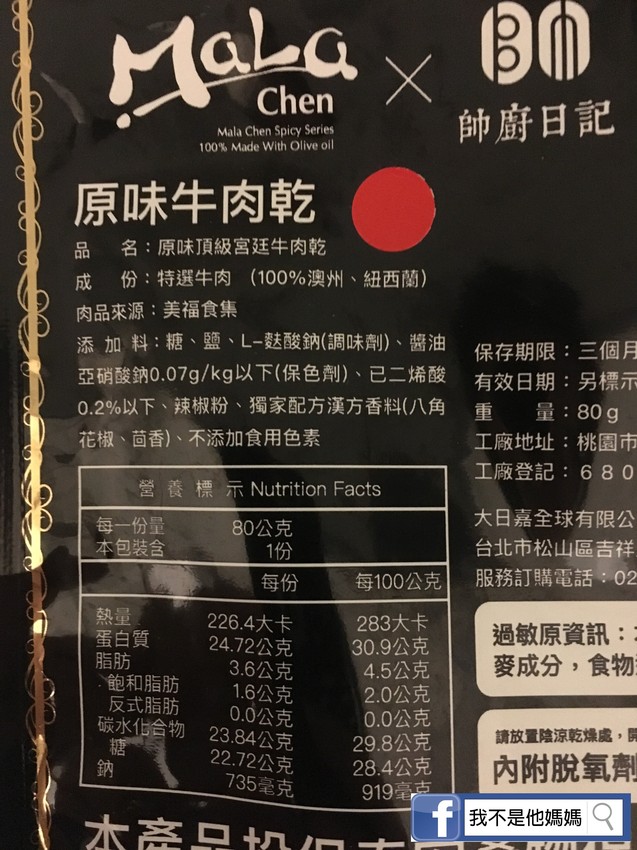 MaLa
Chen
Mala Chen Spicy Series
100% Made With Olive oil
帥廚日記
原味牛肉乾
品 名：原味頂級宮廷牛肉乾
成 份：特選牛肉 （100%澳州、紐西蘭）
肉品來源：美福食集
添 加 料：糖、鹽、L-麩酸鈉(調味劑)、醬油
亞硝酸鈉0.07g/kg以下(保色劑)、已二烯酸
0.2%以下、辣椒粉、獨家配方漢方香料(八角
花椒、茴香)、不添加食用色素
營 養 標 示 Nutrition Facts
每一份量 80公克
本包裝含 1份
每份 每100公克
熱量 226.4大卡 283大卡
蛋白質 24.72公克 30.9公克
脂肪 3.6公克 4.5公克
飽和脂肪 1.6公克 2.0公克
反式脂肪 0.0公克 0.0公克
碳水化合物 23.84公克 29.8公克
糖 22.72公克 28.4公克
鈉 735毫克 919毫克
保存期限：三個月
有效日期：另標示
重 量：80g
工廠地址：桃園市
工廠登記：680
大日嘉全球有限公
台北市松山區吉祥
服務訂購電話：02
過敏原資訊：
麥成分，食物
請放置陰涼乾燥處，開
內附脫氧劑
本產品投保
我不是他媽媽